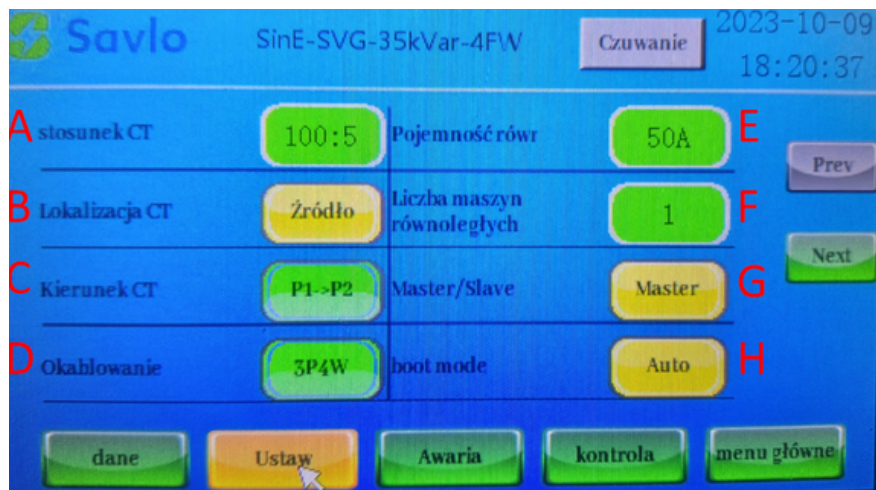 Savlo SinE-SVG-35kVar-4FW Czuwanie 2023-10-09
18:20:37
A stosunek CT 100:5 Pojemność równ 50A E
Prev
B Lokalizacja CT Źródło Liczba maszyn równoległych 1 F
Next
C Kierunek CT P1->P2 Master/Slave Master G
D Okablowanie 3P4W boot mode Auto H
dane Ustaw Awaria kontrola menu główne